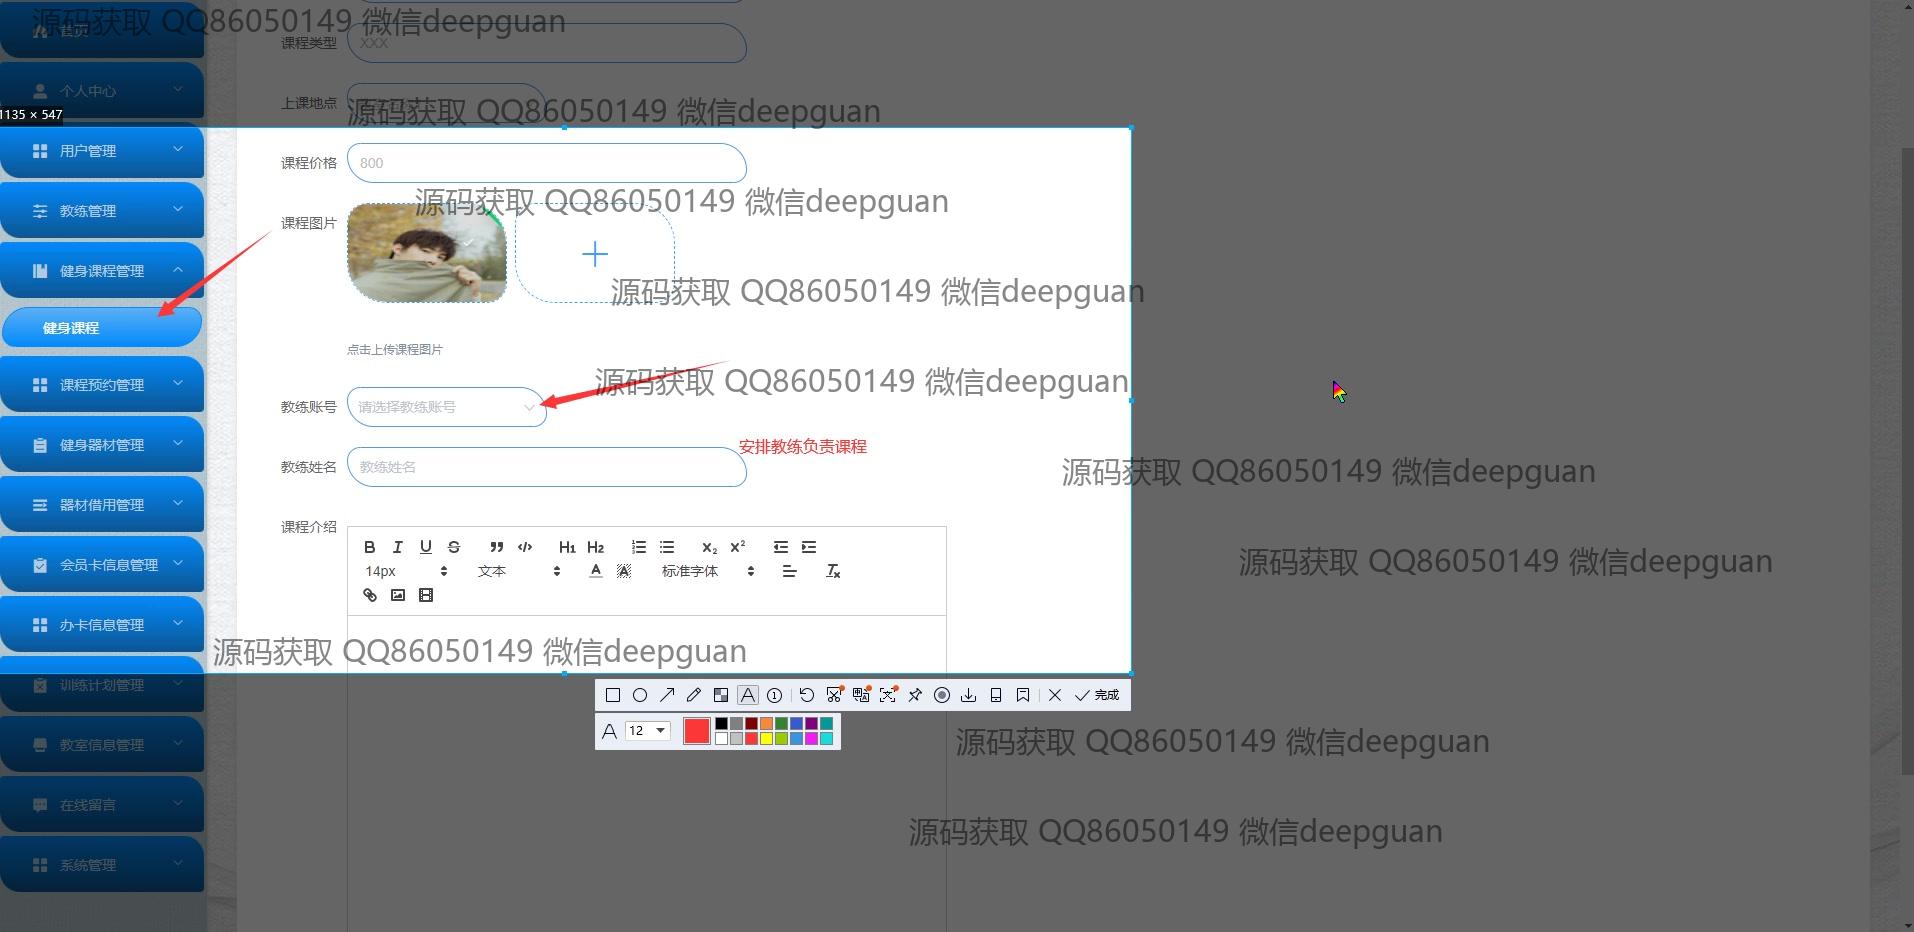 首页
源码获取 QQ86050149 微信deepguan
课程类型
XXX
个人中心
上课地点
源码获取 QQ86050149 微信deepguan
1135 × 547
用户管理
课程价格
800
教练管理
源码获取 QQ86050149 微信deepguan
课程图片
健身课程管理
源码获取 QQ86050149 微信deepguan
健身课程
点击上传课程图片
课程预约管理
源码获取 QQ86050149 微信deepguan
教练账号
请选择教练账号
健身器材管理
安排教练负责课程
教练姓名
教练姓名
源码获取 QQ86050149 微信deepguan
器材借用管理
课程介绍
B I U S H1 H2 X2 X2
14px 文本 A A 标准字体 Tx
会员卡信息管理
源码获取 QQ86050149 微信deepguan
办卡信息管理
源码获取 QQ86050149 微信deepguan
训练计划管理
A 1 完成
A 12
教室信息管理
源码获取 QQ86050149 微信deepguan
在线留言
源码获取 QQ86050149 微信deepguan
系统管理